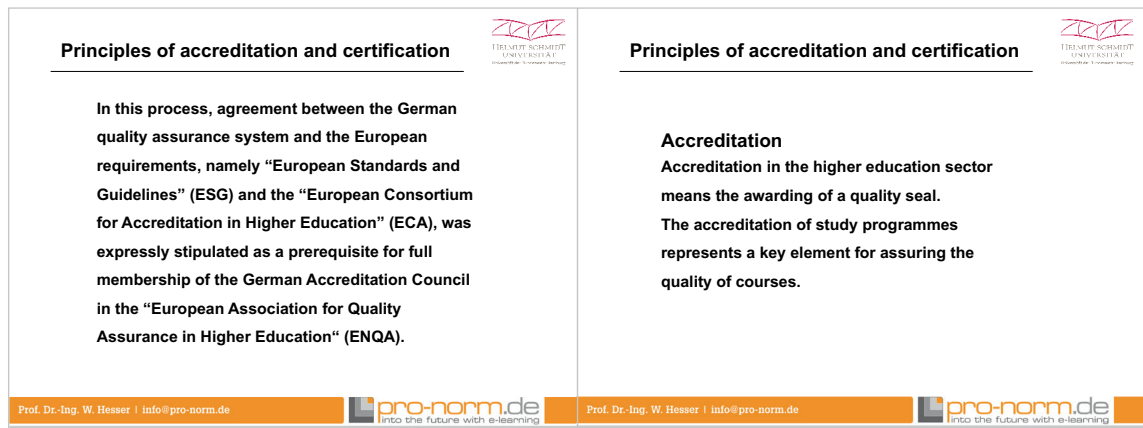 Principles of accreditation and certification
HELMUT SCHMIDT
UNIVERSITÄT
In this process, agreement between the German
quality assurance system and the European
requirements, namely “European Standards and
Guidelines” (ESG) and the “European Consortium
for Accreditation in Higher Education” (ECA), was
expressly stipulated as a prerequisite for full
membership of the German Accreditation Council
in the “European Association for Quality
Assurance in Higher Education“ (ENQA).
Prof. Dr.-Ing. W. Hesser | info@pro-norm.de
pro-norm.de
into the future with e-learning
Principles of accreditation and certification
HELMUT SCHMIDT
UNIVERSITÄT
Accreditation
Accreditation in the higher education sector
means the awarding of a quality seal.
The accreditation of study programmes
represents a key element for assuring the
quality of courses.
Prof. Dr.-Ing. W. Hesser | info@pro-norm.de
pro-norm.de
into the future with e-learning